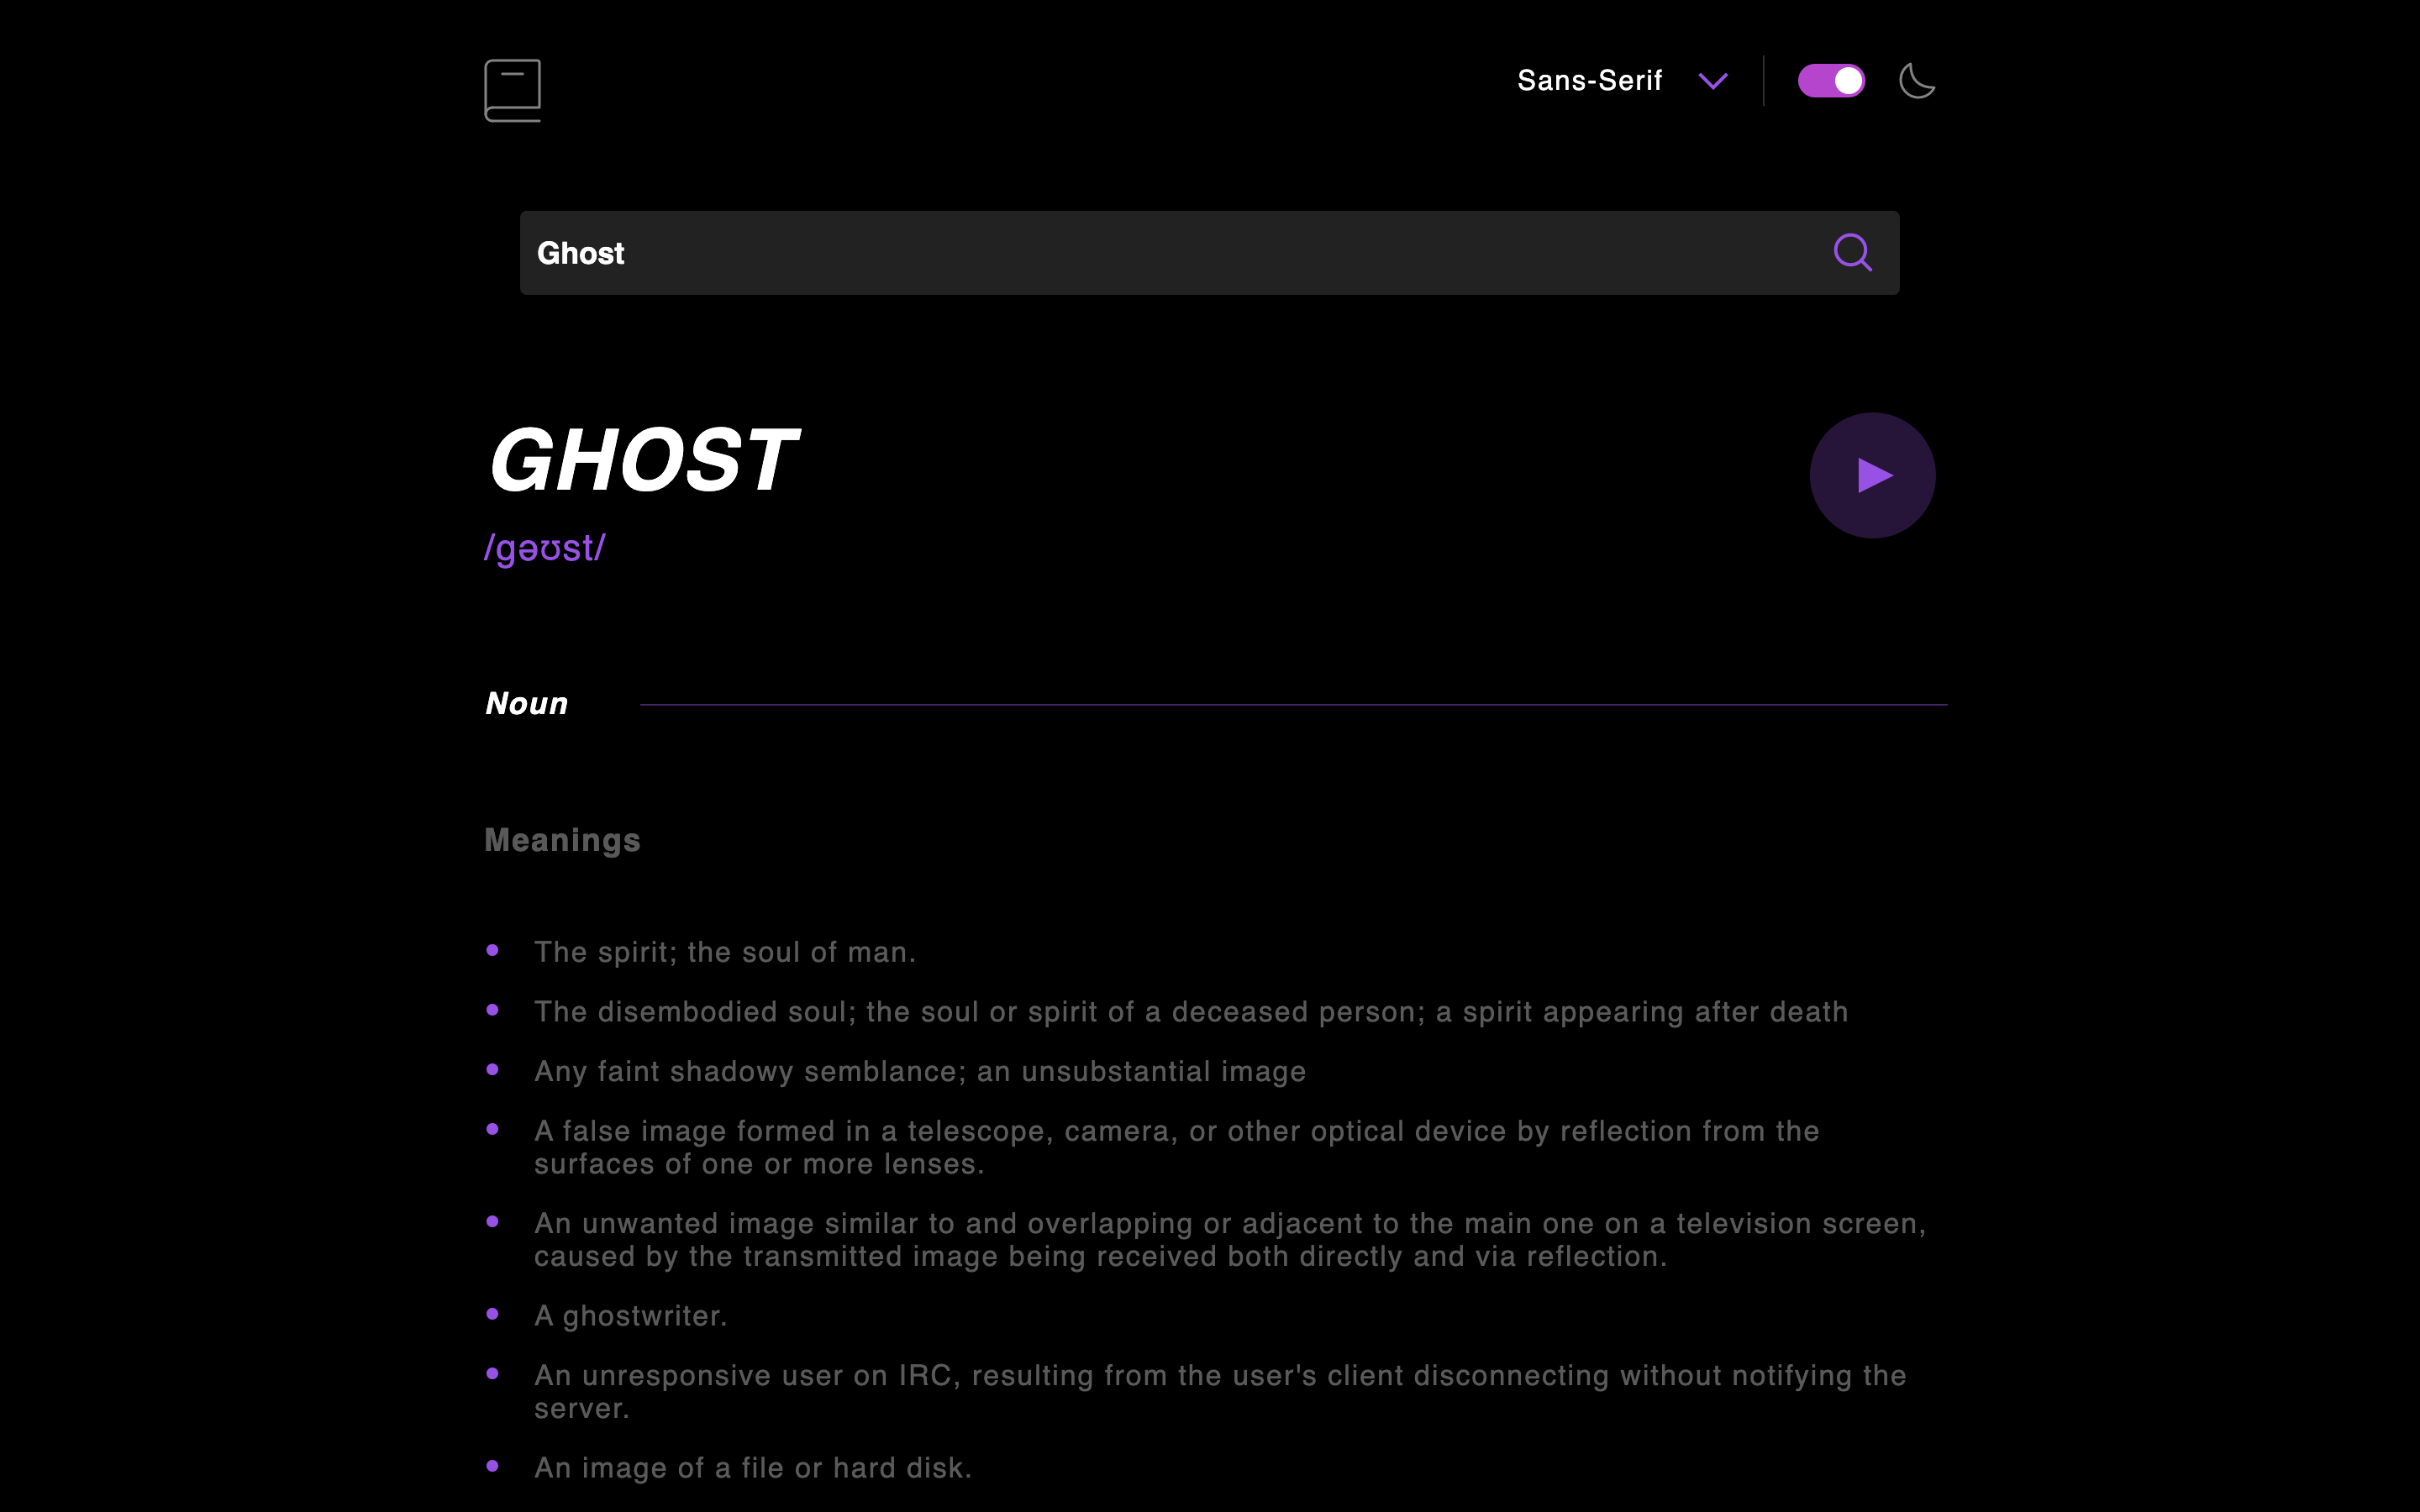 Sans-Serif
Ghost
GHOST
/ɡəʊst/
Noun
Meanings
The spirit; the soul of man.
The disembodied soul; the soul or spirit of a deceased person; a spirit appearing after death
Any faint shadowy semblance; an unsubstantial image
A false image formed in a telescope, camera, or other optical device by reflection from the
surfaces of one or more lenses.
An unwanted image similar to and overlapping or adjacent to the main one on a television screen,
caused by the transmitted image being received both directly and via reflection.
A ghostwriter.
An unresponsive user on IRC, resulting from the user's client disconnecting without notifying the
server.
An image of a file or hard disk.